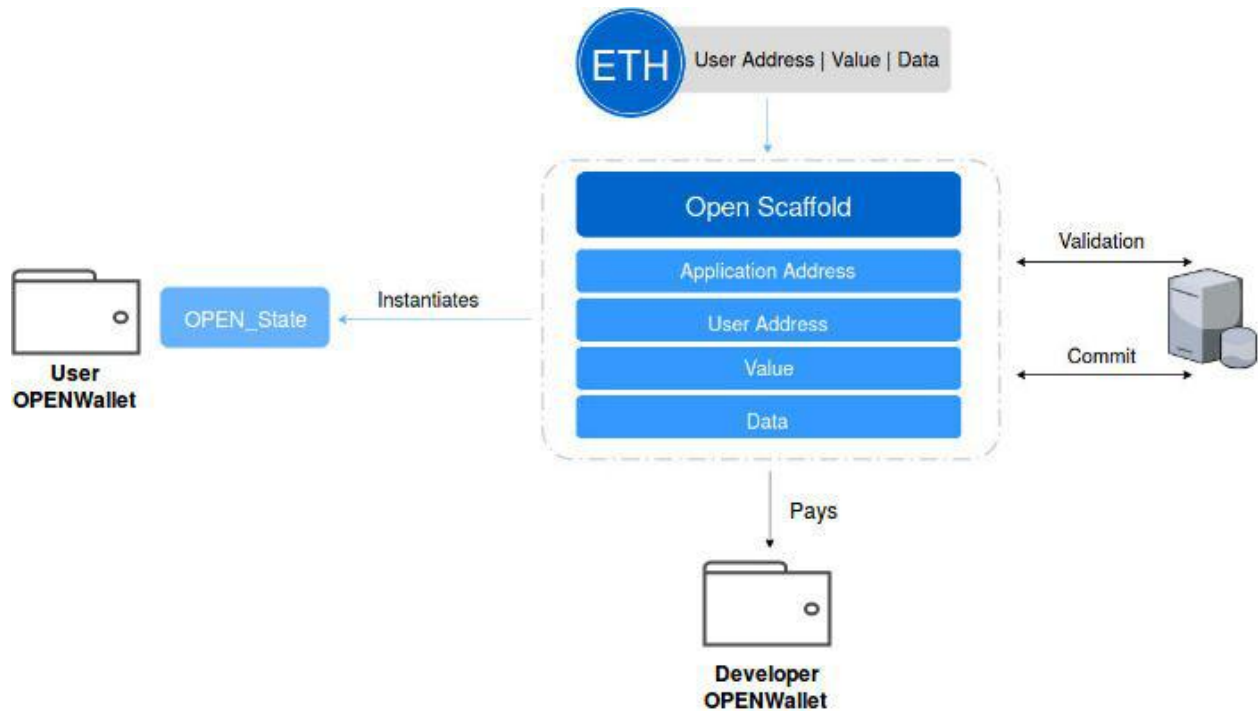 ETH
User Address | Value | Data
Open Scaffold
Application Address
User Address
Value
Data
Validation
Commit
Instantiates
OPEN_State
User
OPENWallet
Pays
Developer
OPENWallet